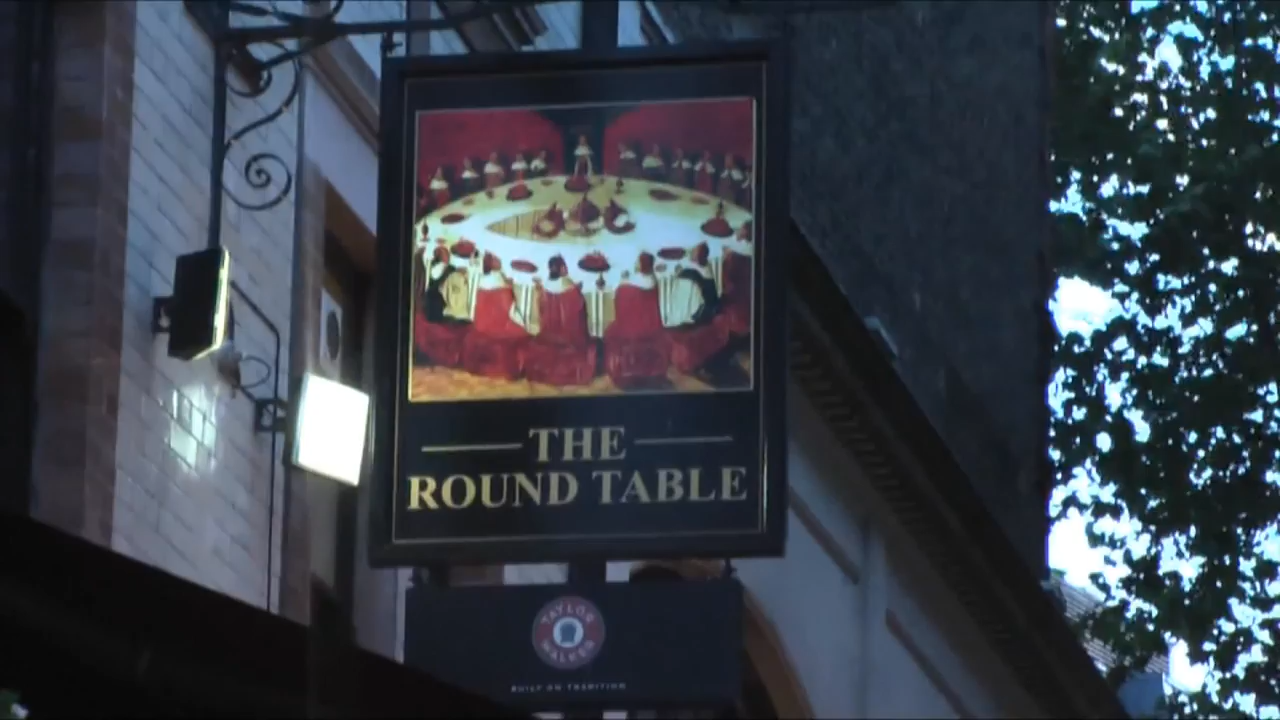 THE
ROUND TABLE
TAYLOR
WALKER
BUILT ON TRADITION